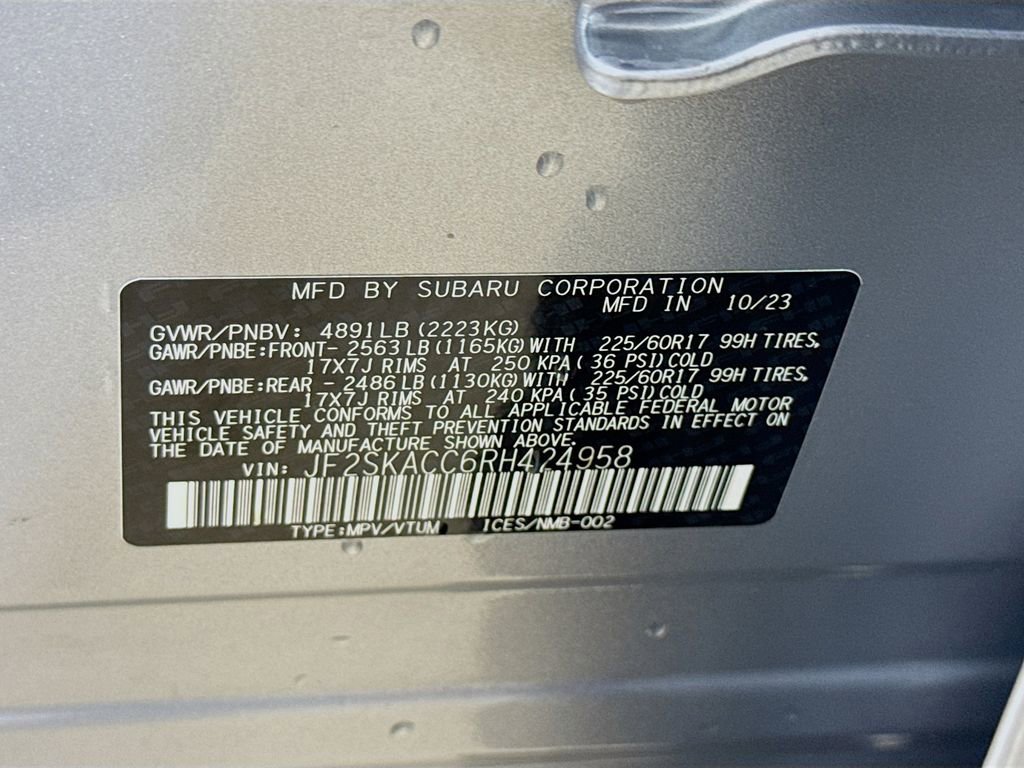 MFD BY SUBARU CORPORATION
MFD IN 10/23
GVWR/PNBV: 4891LB (2223KG)
GAWR/PNBE:FRONT- 2563LB (1165KG)WITH 225/60R17 99H TIRES,
17X7J RIMS AT 250 KPA ( 36 PSI)COLD
GAWR/PNBE:REAR - 2486LB (1130KG)WITH 225/60R17 99H TIRES,
17X7J RIMS AT 240 KPA ( 35 PSI)COLD
THIS VEHICLE CONFORMS TO ALL APPLICABLE FEDERAL MOTOR
VEHICLE SAFETY AND THEFT PREVENTION STANDARDS IN EFFECT ON
THE DATE OF MANUFACTURE SHOWN ABOVE.
VIN: JF2SKACC6RH424958
TYPE:MPV/VTUM ICES/NMB-002